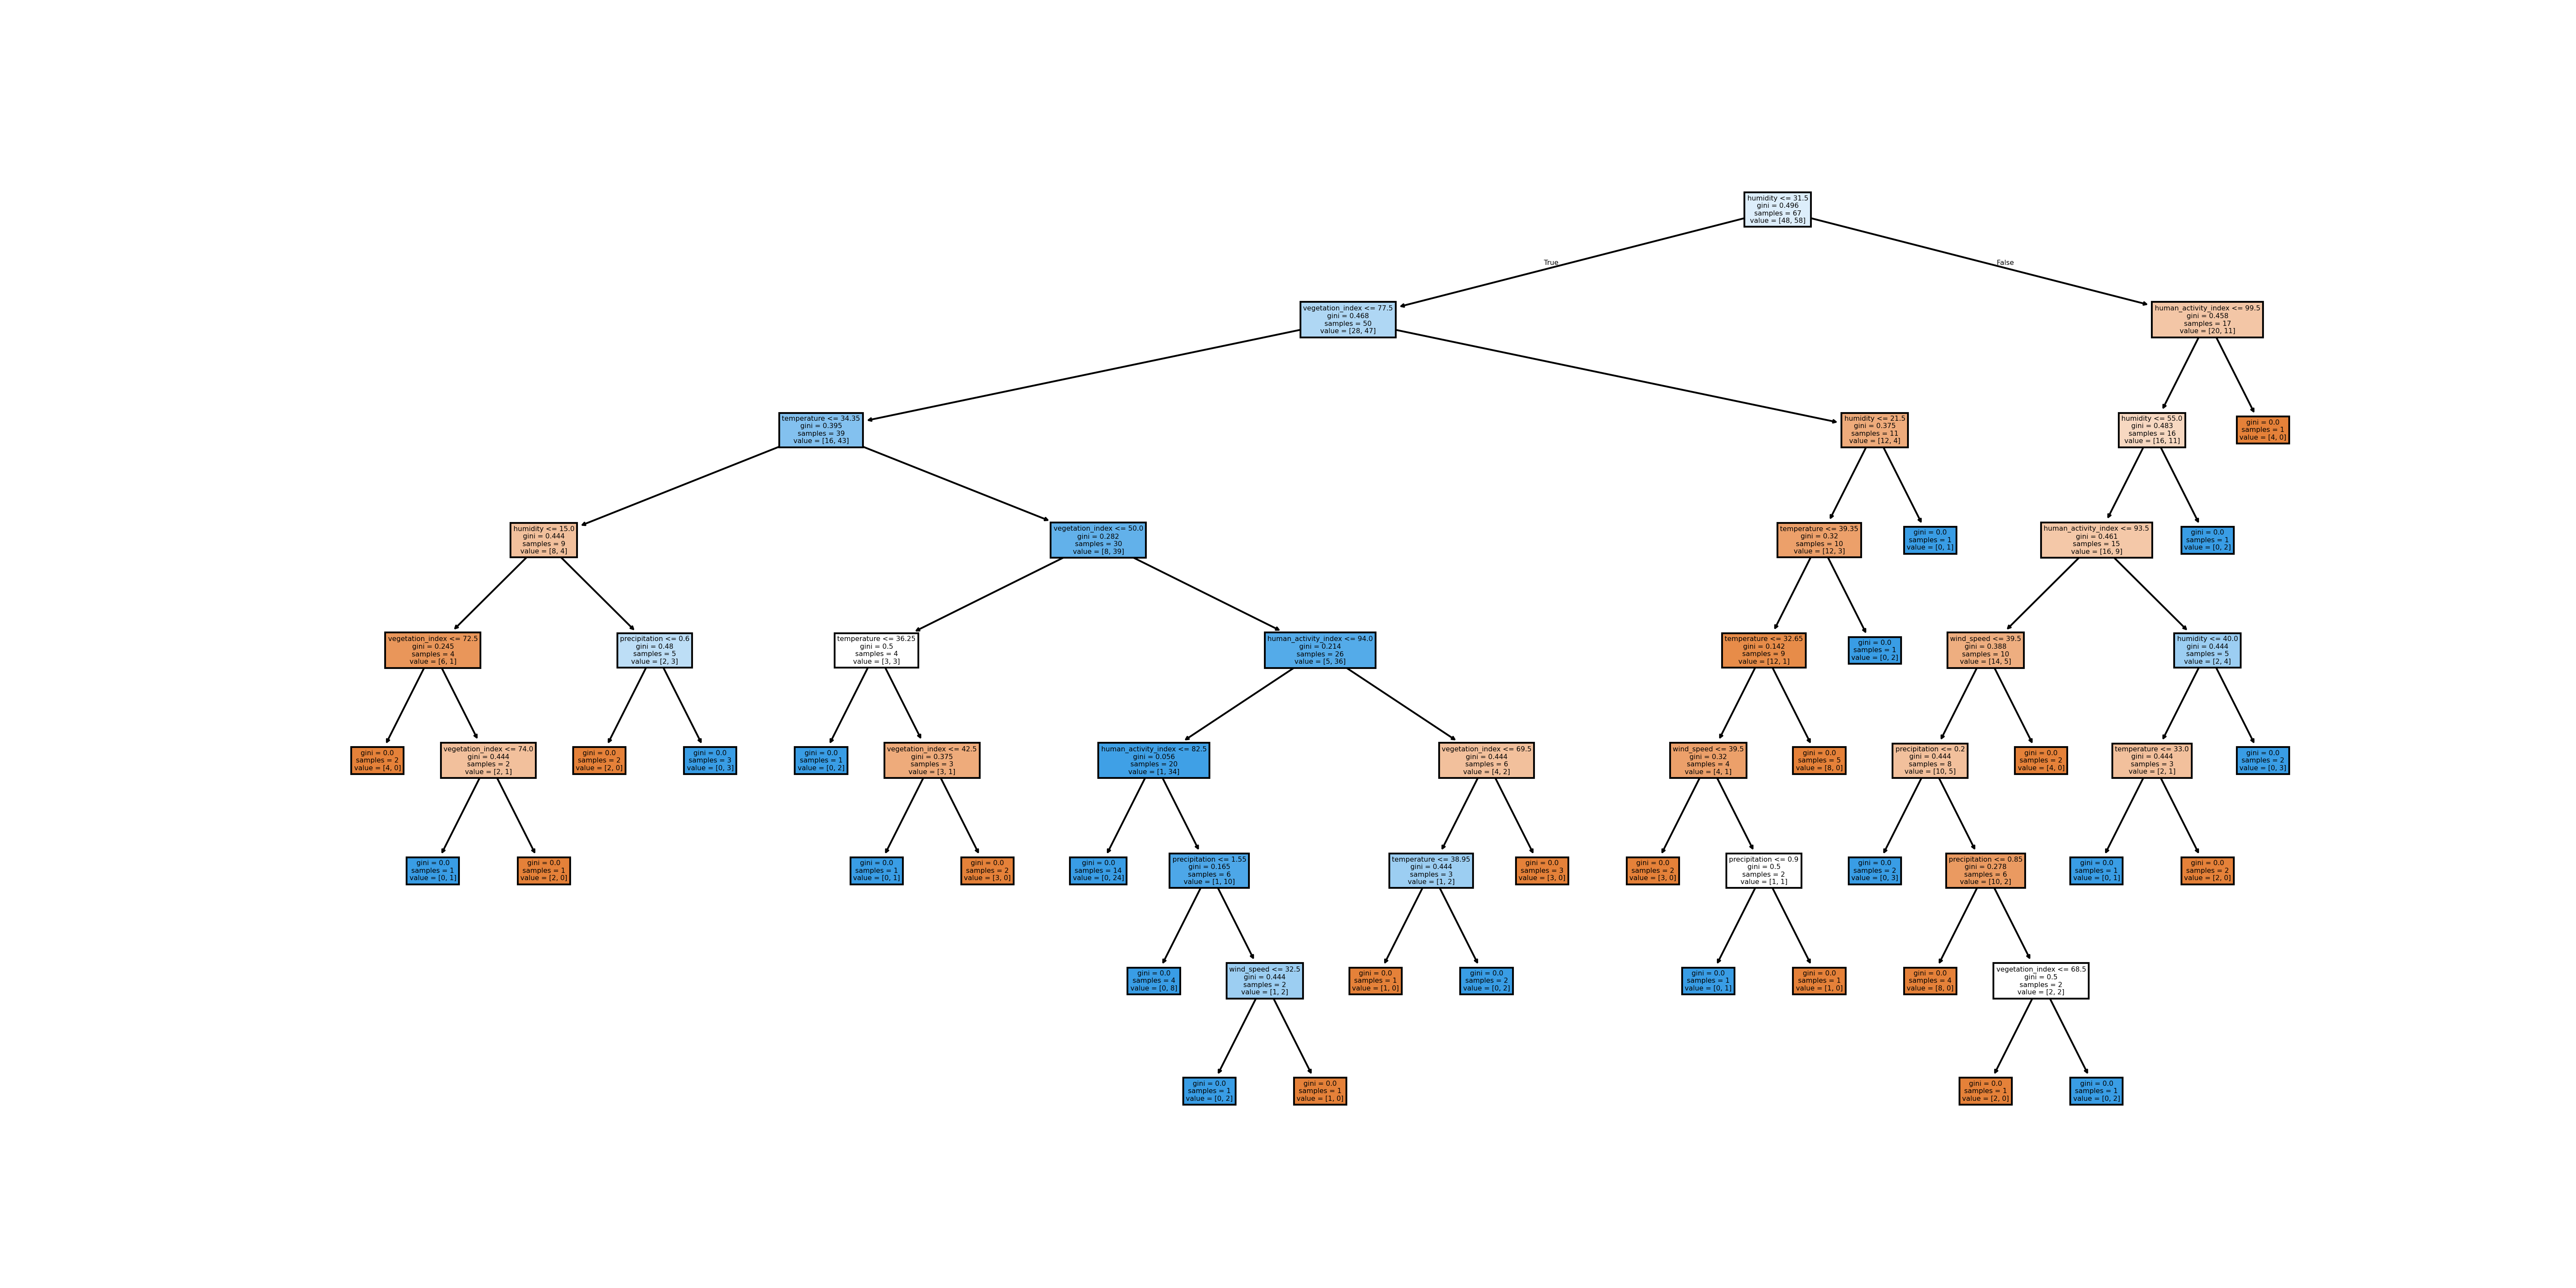 humidity <= 31.5
gini = 0.496
samples = 67
value = [48, 58]
True
False
vegetation_index <= 77.5
gini = 0.468
samples = 50
value = [28, 47]
human_activity_index <= 99.5
gini = 0.458
samples = 17
value = [20, 11]
temperature <= 34.35
gini = 0.395
samples = 39
value = [16, 43]
humidity <= 21.5
gini = 0.375
samples = 11
value = [12, 4]
humidity <= 55.0
gini = 0.483
samples = 16
value = [16, 11]
gini = 0.0
samples = 1
value = [4, 0]
humidity <= 15.0
gini = 0.444
samples = 9
value = [8, 4]
vegetation_index <= 50.0
gini = 0.282
samples = 30
value = [8, 39]
temperature <= 39.35
gini = 0.32
samples = 10
value = [12, 3]
gini = 0.0
samples = 1
value = [0, 1]
human_activity_index <= 93.5
gini = 0.461
samples = 15
value = [16, 9]
gini = 0.0
samples = 1
value = [0, 2]
vegetation_index <= 72.5
gini = 0.245
samples = 4
value = [6, 1]
precipitation <= 0.6
gini = 0.48
samples = 5
value = [2, 3]
temperature <= 36.25
gini = 0.5
samples = 4
value = [3, 3]
human_activity_index <= 94.0
gini = 0.214
samples = 26
value = [5, 36]
temperature <= 32.65
gini = 0.142
samples = 9
value = [12, 1]
gini = 0.0
samples = 1
value = [0, 2]
wind_speed <= 39.5
gini = 0.388
samples = 10
value = [14, 5]
humidity <= 40.0
gini = 0.444
samples = 5
value = [2, 4]
gini = 0.0
samples = 2
value = [4, 0]
vegetation_index <= 74.0
gini = 0.444
samples = 2
value = [2, 1]
gini = 0.0
samples = 2
value = [2, 0]
gini = 0.0
samples = 3
value = [0, 3]
gini = 0.0
samples = 1
value = [0, 2]
vegetation_index <= 42.5
gini = 0.375
samples = 3
value = [3, 1]
human_activity_index <= 82.5
gini = 0.056
samples = 20
value = [1, 34]
vegetation_index <= 69.5
gini = 0.444
samples = 6
value = [4, 2]
wind_speed <= 39.5
gini = 0.32
samples = 4
value = [4, 1]
gini = 0.0
samples = 5
value = [8, 0]
precipitation <= 0.2
gini = 0.444
samples = 8
value = [10, 5]
gini = 0.0
samples = 2
value = [4, 0]
temperature <= 33.0
gini = 0.444
samples = 3
value = [2, 1]
gini = 0.0
samples = 2
value = [0, 3]
gini = 0.0
samples = 1
value = [0, 1]
gini = 0.0
samples = 1
value = [2, 0]
gini = 0.0
samples = 1
value = [0, 1]
gini = 0.0
samples = 2
value = [3, 0]
gini = 0.0
samples = 14
value = [0, 24]
precipitation <= 1.55
gini = 0.165
samples = 6
value = [1, 10]
temperature <= 38.95
gini = 0.444
samples = 3
value = [1, 2]
gini = 0.0
samples = 3
value = [3, 0]
gini = 0.0
samples = 2
value = [3, 0]
precipitation <= 0.9
gini = 0.5
samples = 2
value = [1, 1]
gini = 0.0
samples = 2
value = [0, 3]
precipitation <= 0.85
gini = 0.278
samples = 6
value = [10, 2]
gini = 0.0
samples = 1
value = [0, 1]
gini = 0.0
samples = 2
value = [2, 0]
gini = 0.0
samples = 4
value = [0, 8]
wind_speed <= 32.5
gini = 0.444
samples = 2
value = [1, 2]
gini = 0.0
samples = 1
value = [1, 0]
gini = 0.0
samples = 2
value = [0, 2]
gini = 0.0
samples = 1
value = [0, 1]
gini = 0.0
samples = 1
value = [1, 0]
gini = 0.0
samples = 4
value = [8, 0]
vegetation_index <= 68.5
gini = 0.5
samples = 2
value = [2, 2]
gini = 0.0
samples = 1
value = [0, 2]
gini = 0.0
samples = 1
value = [1, 0]
gini = 0.0
samples = 1
value = [2, 0]
gini = 0.0
samples = 1
value = [0, 2]